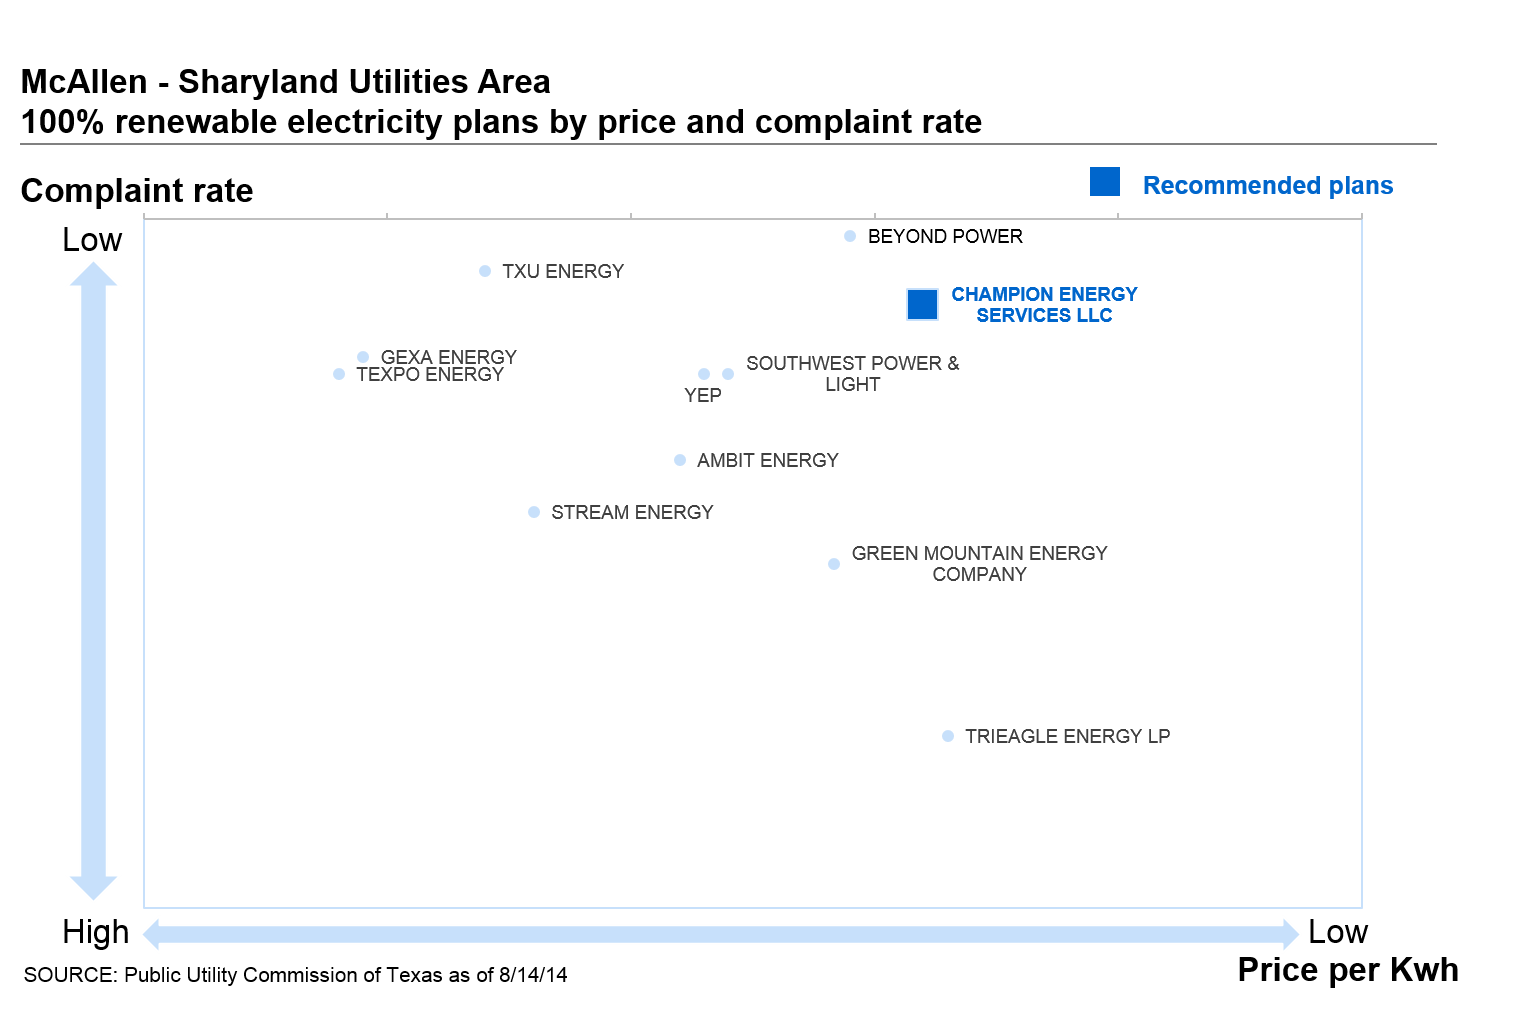 McAllen - Sharyland Utilities Area
100% renewable electricity plans by price and complaint rate
Complaint rate
Recommended plans
Low
BEYOND POWER
TXU ENERGY
CHAMPION ENERGY
SERVICES LLC
GEXA ENERGY
TEXPO ENERGY
SOUTHWEST POWER &
LIGHT
YEP
AMBIT ENERGY
STREAM ENERGY
GREEN MOUNTAIN ENERGY
COMPANY
TRIEAGLE ENERGY LP
High
Low
Price per Kwh
SOURCE: Public Utility Commission of Texas as of 8/14/14